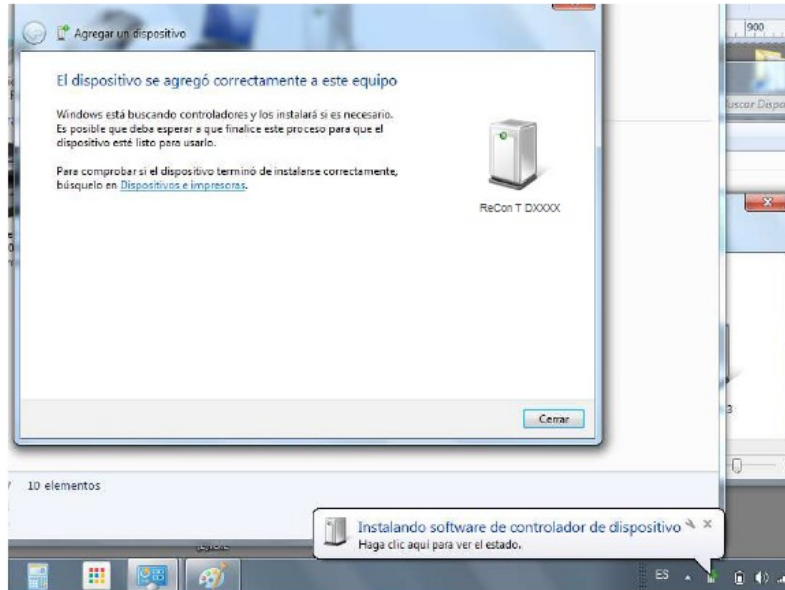 900
Agregar un dispositivo
El dispositivo se agregó correctamente a este equipo
Windows está buscando controladores y los instalará si es necesario.
Es posible que deba esperar a que finalice este proceso para que el
dispositivo esté listo para usarlo.
Para comprobar si el dispositivo terminó de instalarse correctamente,
búsquelo en Dispositivos e impresoras.
ReCon T DXXXX
Buscar Dispo
Cerrar
3
10 elementos
Instalando software de controlador de dispositivo
Haga clic aquí para ver el estado.
ES